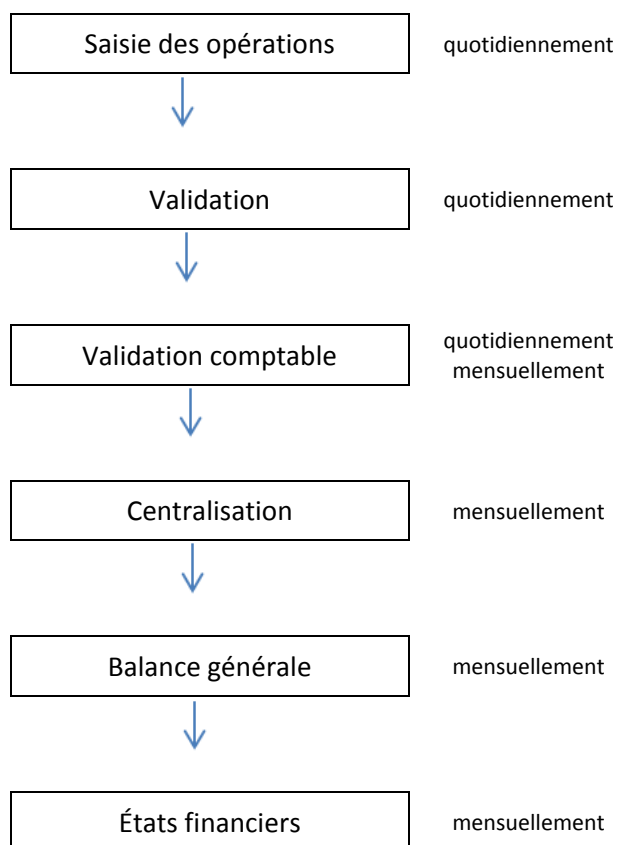 Saisie des opérations
quotidiennement
Validation
quotidiennement
Validation comptable
quotidiennement
mensuellement
Centralisation
mensuellement
Balance générale
mensuellement
États financiers
mensuellement